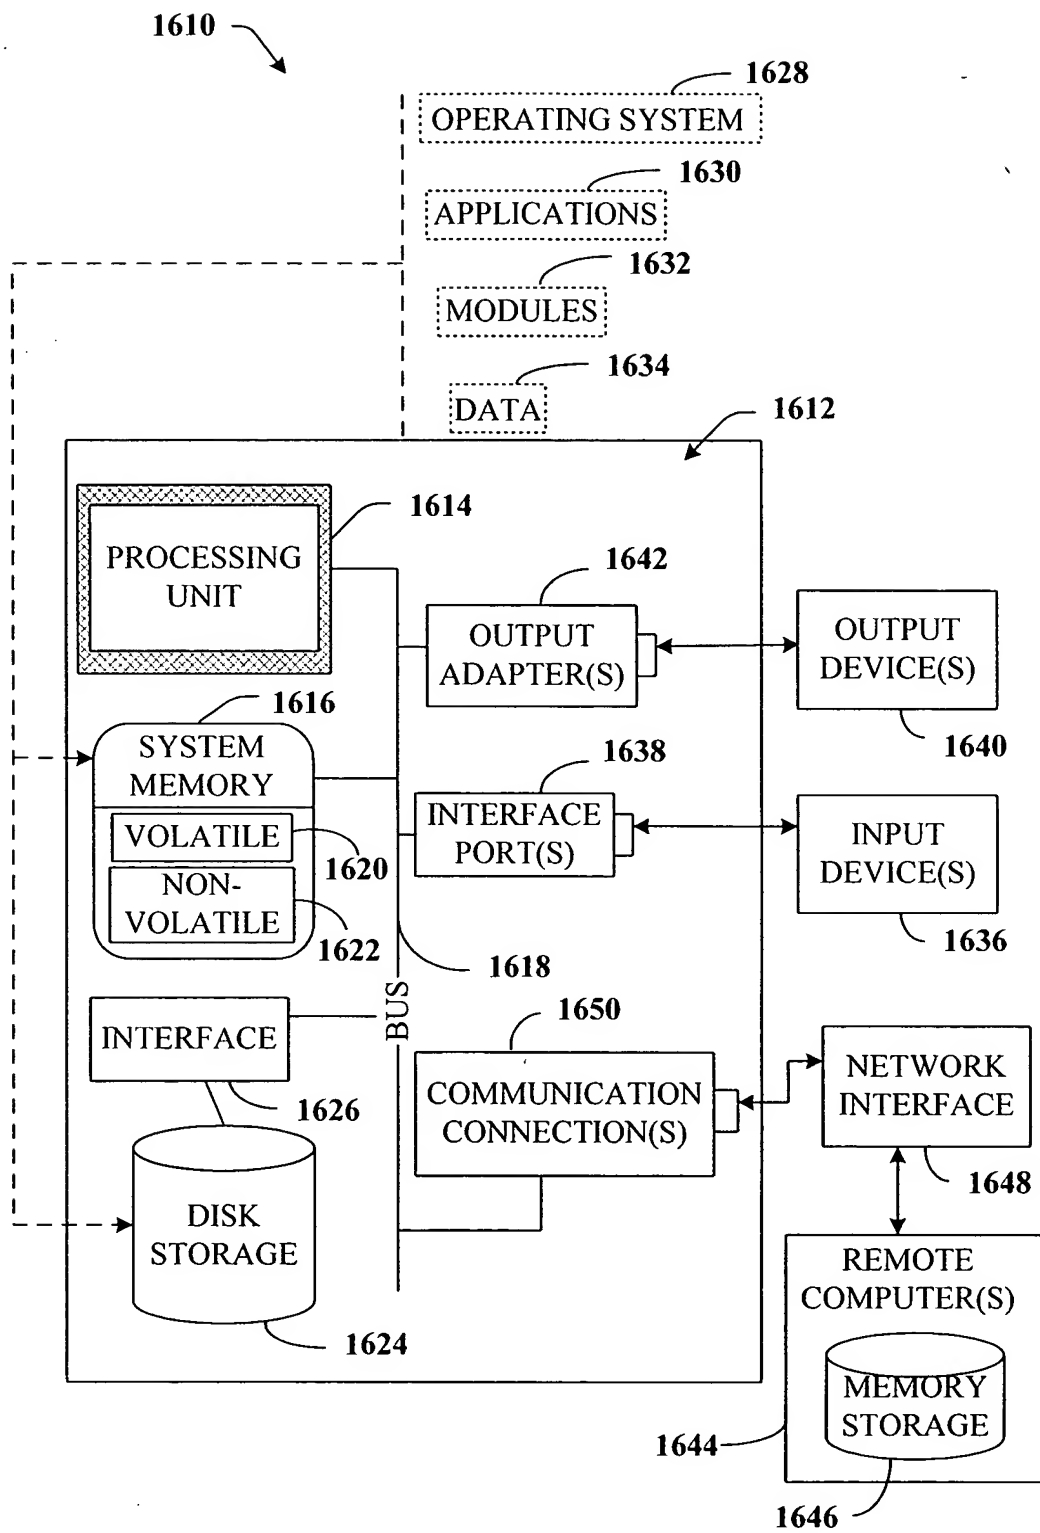 1610
1628
OPERATING SYSTEM
1630
APPLICATIONS
1632
MODULES
1634
DATA
1612
1614
PROCESSING
UNIT
1642
OUTPUT
ADAPTER(S)
OUTPUT
DEVICE(S)
1640
1616
SYSTEM
MEMORY
VOLATILE
1620
NON-
VOLATILE
1622
1638
INTERFACE
PORT(S)
INPUT
DEVICE(S)
1636
1618
BUS
INTERFACE
1626
1650
COMMUNICATION
CONNECTION(S)
NETWORK
INTERFACE
1648
DISK
STORAGE
1624
REMOTE
COMPUTER(S)
MEMORY
STORAGE
1644
1646